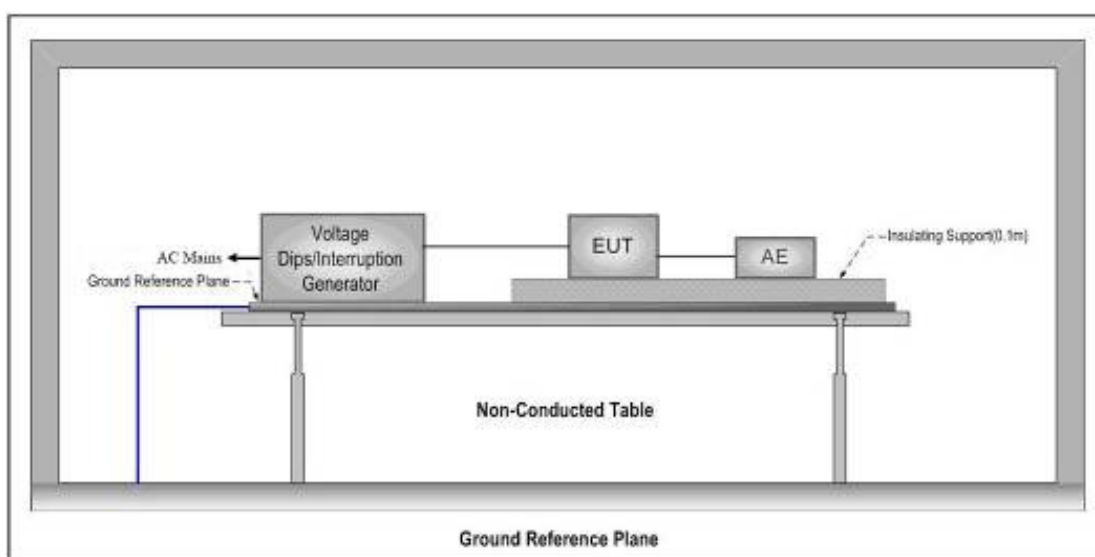 Voltage
Dips/Interruption
Generator
EUT
AE
Insulating Support(0.1m)
AC Mains
Ground Reference Plane
Non-Conducted Table
Ground Reference Plane